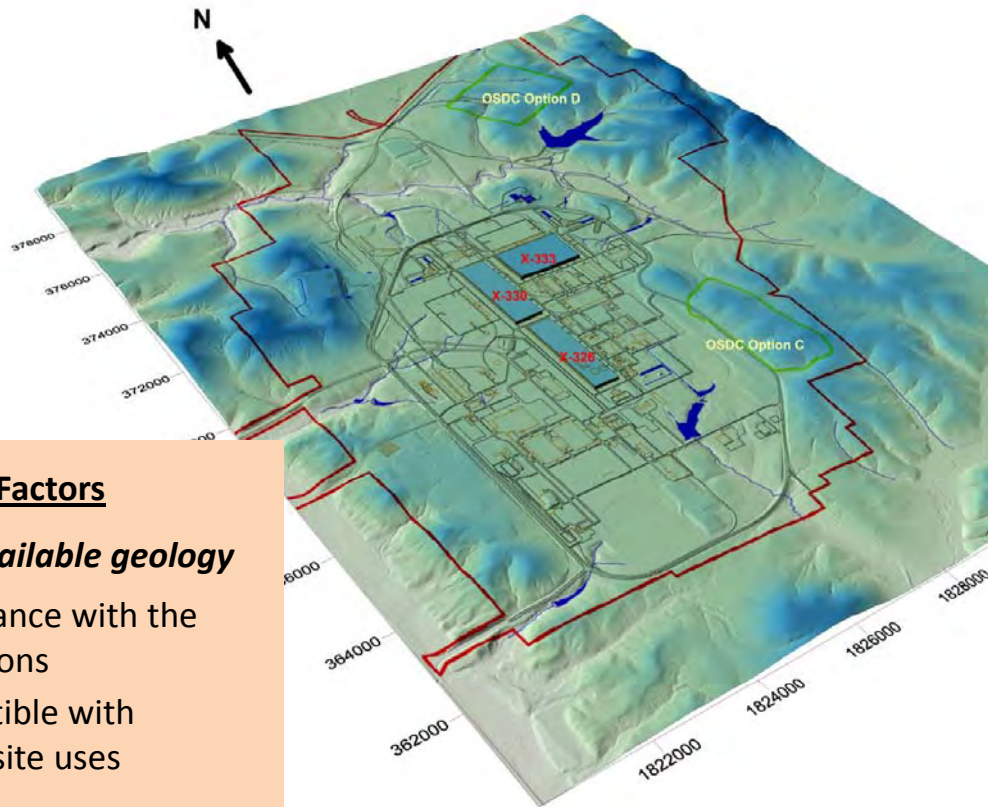 N
OSDC Option D
X-333
X-330
X-326
OSDC Option C
378000
376000
374000
372000
364000
362000
1822000
1824000
1826000
1828000
Factors
ailable geology
ance with the
ons
tible with
site uses